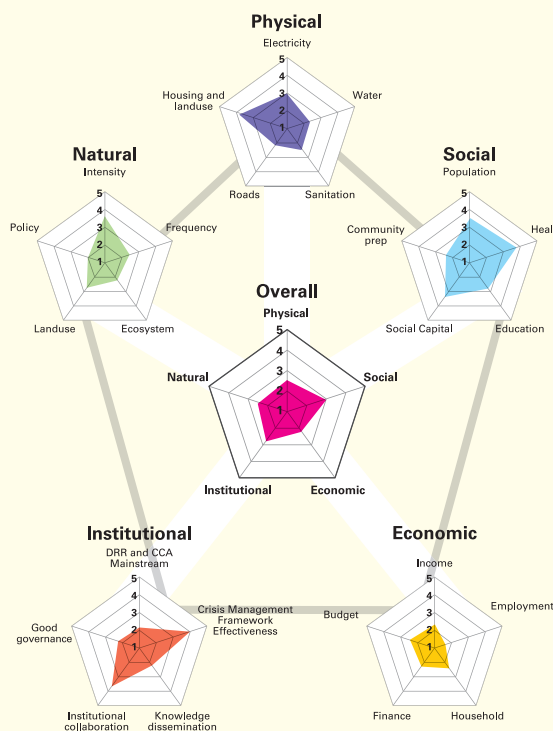 Physical
Electricity
5
4
3
2
1
Housing and
landuse
Water
Roads
Sanitation
Natural
Intensity
5
4
3
2
1
Policy
Frequency
Landuse
Ecosystem
Social
Population
5
4
3
2
1
Community
prep
Heal
Social Capital
Education
Overall
Physical
5
4
3
2
1
Natural
Social
Institutional
Economic
Institutional
DRR and CCA
Mainstream
5
4
3
2
1
Good
governance
Crisis Management
Framework
Effectiveness
Institutional
collaboration
Knowledge
dissemination
Economic
Income
5
4
3
2
1
Budget
Employment
Finance
Household